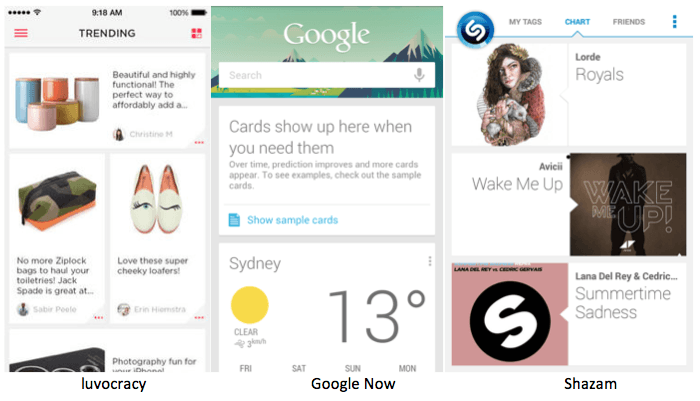 9:18 AM
100%
TRENDING
Beautiful and highly
functional! The
perfect way to
affordably add a...
Christine M
No more Ziplock
bags to haul your
toiletries! Jack
Spade is great at...
Sabir Peele
Love these super
cheeky loafers!
Erin Hiemstra
Photography fun for
your iPhone!
luvocracy
Google
Search
Cards show up here when
you need them
Over time, prediction improves and more cards
appear. To see examples, check out the sample
cards.
Show sample cards
Sydney
13°
CLEAR
3km/h
FRI SAT SUN MON
Google Now
MY TAGS CHART FRIENDS
Lorde
Royals
Avicii
Wake Me Up
WAKE
ME UP!
LANA DEL REY vs. CEDRIC GERVAIS
Lana Del Rey & Cedric...
Summertime
Sadness
Shazam